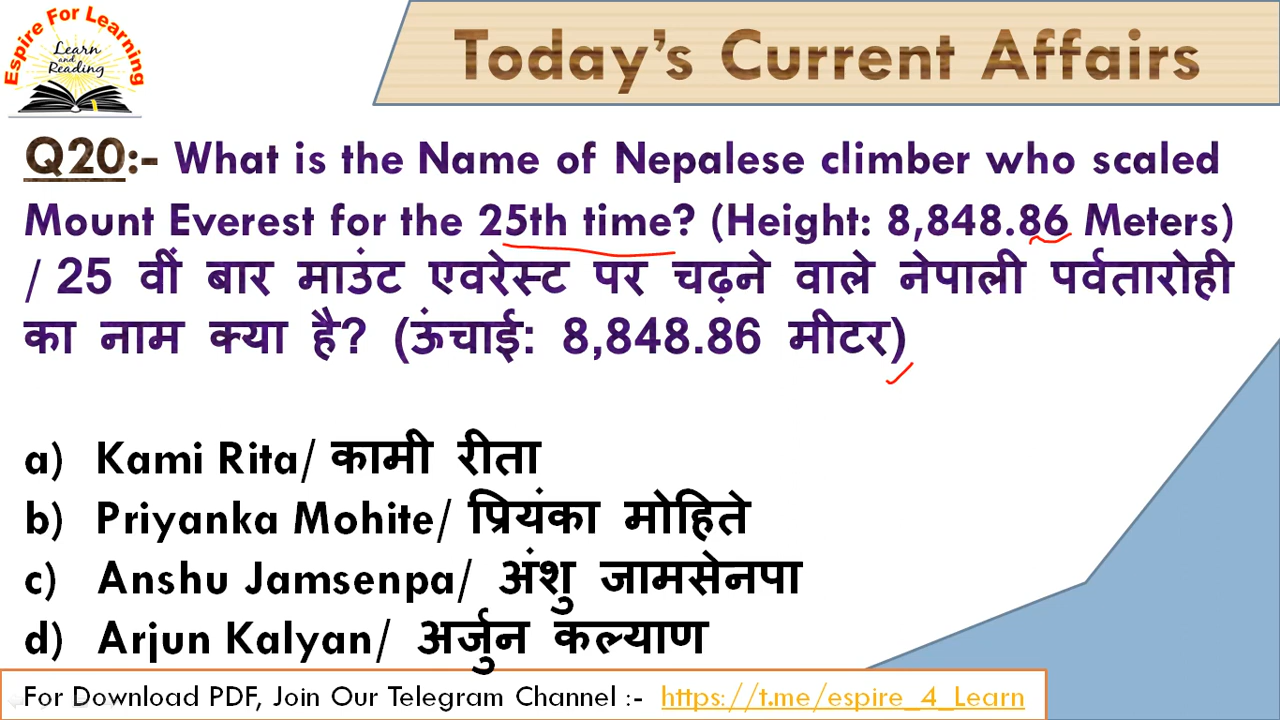 Espire For Learning
Learn
and
Reading
Today's Current Affairs
Q20:- What is the Name of Nepalese climber who scaled
Mount Everest for the 25th time? (Height: 8,848.86 Meters)
/ 25 वीं बार माउंट एवरेस्ट पर चढ़ने वाले नेपाली पर्वतारोही
का नाम क्या है? (ऊंचाई: 8,848.86 मीटर)
a) Kami Rita/ कामी रीता
b) Priyanka Mohite/ प्रियंका मोहिते
c) Anshu Jamsenpa/ अंशु जामसेनपा
d) Arjun Kalyan/ अर्जुन कल्याण
For Download PDF, Join Our Telegram Channel :- https://t.me/espire_4_Learn